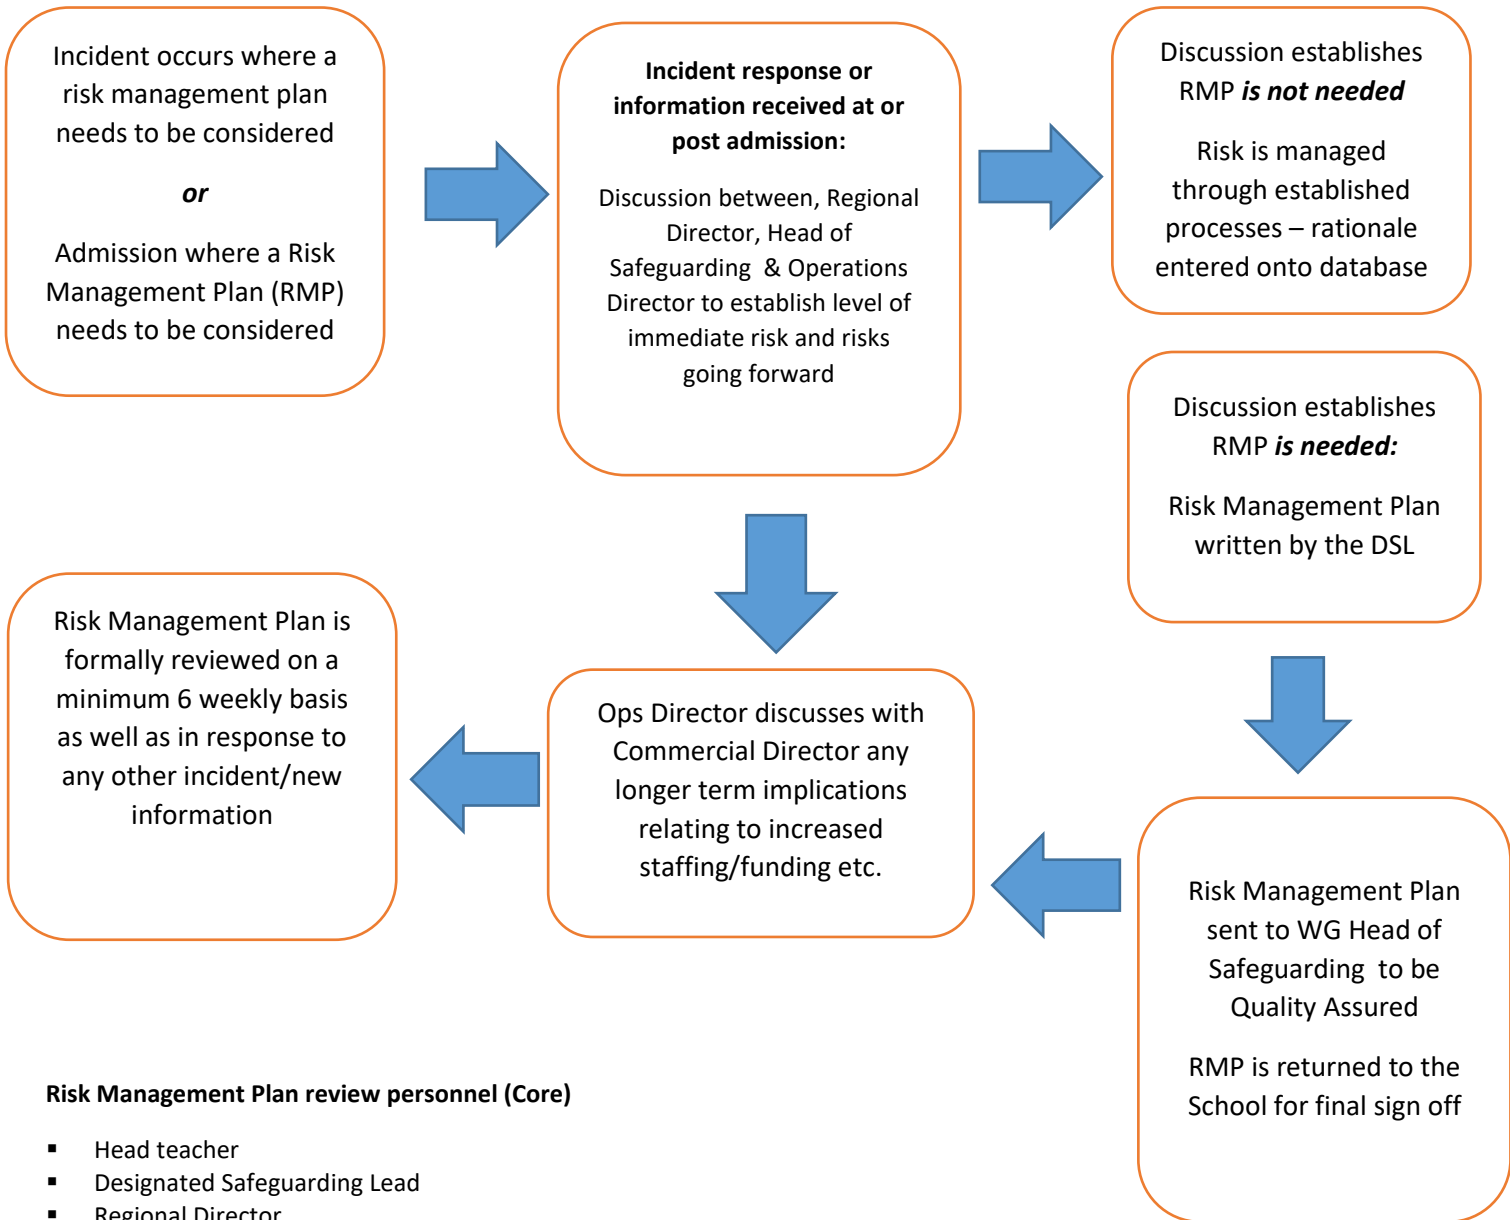 Incident occurs where a
risk management plan
needs to be considered
or
Admission where a Risk
Management Plan (RMP)
needs to be considered
Incident response or
information received at or
post admission:
Discussion between, Regional
Director, Head of
Safeguarding & Operations
Director to establish level of
immediate risk and risks
going forward
Discussion establishes
RMP is not needed
Risk is managed
through established
processes – rationale
entered onto database
Discussion establishes
RMP is needed:
Risk Management Plan
written by the DSL
Risk Management Plan is
formally reviewed on a
minimum 6 weekly basis
as well as in response to
any other incident/new
information
Ops Director discusses with
Commercial Director any
longer term implications
relating to increased
staffing/funding etc.
Risk Management Plan
sent to WG Head of
Safeguarding to be
Quality Assured
RMP is returned to the
School for final sign off
Risk Management Plan review personnel (Core)
▪ Head teacher
▪ Designated Safeguarding Lead
▪ Regional Director